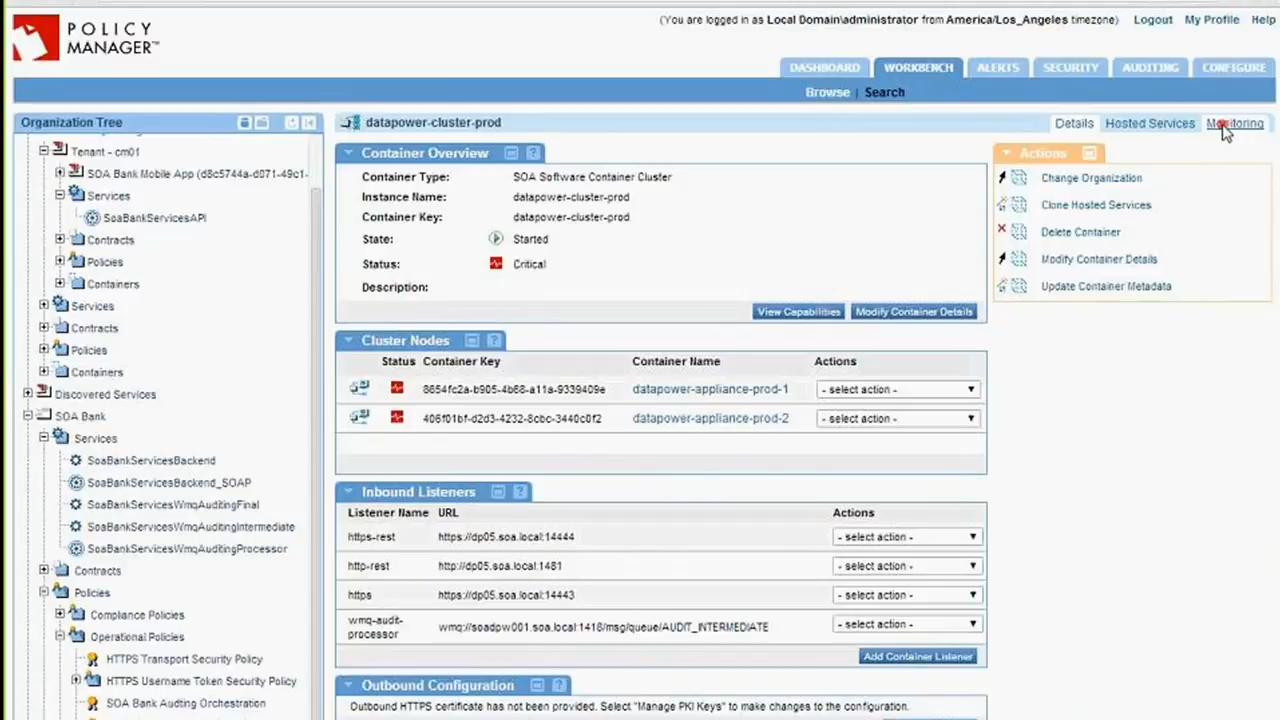 POLICY
MANAGER™
(You are logged in as Local Domain\administrator from America/Los_Angeles timezone) Logout My Profile Help
DASHBOARD WORKBENCH ALERTS SECURITY AUDITING CONFIGURE
Browse | Search
Organization Tree
Tenant - cm01
SOA Bank Mobile App (d8c5744a-d071-49c1-
Services
SoaBankServicesAPI
Contracts
Policies
Containers
Services
Contracts
Policies
Containers
Discovered Services
SOA Bank
Services
SoaBankServicesBackend
SoaBankServicesBackend_SOAP
SoaBankServicesWmqAuditingFinal
SoaBankServicesWmqAuditingIntermediate
SoaBankServicesWmqAuditingProcessor
Contracts
Policies
Compliance Policies
Operational Policies
HTTPS Transport Security Policy
HTTPS Username Token Security Policy
SOA Bank Auditing Orchestration
datapower-cluster-prod
Details Hosted Services Monitoring
Container Overview
Container Type: SOA Software Container Cluster
Instance Name: datapower-cluster-prod
Container Key: datapower-cluster-prod
State: Started
Status: Critical
Description:
View Capabilities Modify Container Details
Cluster Nodes
Status Container Key Container Name Actions
8654fc2a-b905-4b68-a11a-9339409e datapower-appliance-prod-1 - select action -
406f01bf-d2d3-4232-8cbc-3440c0f2 datapower-appliance-prod-2 - select action -
Inbound Listeners
Listener Name URL Actions
https-rest https://dp05.soa.local:14444 - select action -
http-rest http://dp05.soa.local:1481 - select action -
https https://dp05.soa.local:14443 - select action -
wmq-audit-
processor wmq://soadpw001.soa.local:1418/msg/queue/AUDIT_INTERMEDIATE - select action -
Add Container Listener
Outbound Configuration
Outbound HTTPS certificate has not been provided. Select "Manage PKI Keys" to make changes to the configuration.
Actions
Change Organization
Clone Hosted Services
Delete Container
Modify Container Details
Update Container Metadata